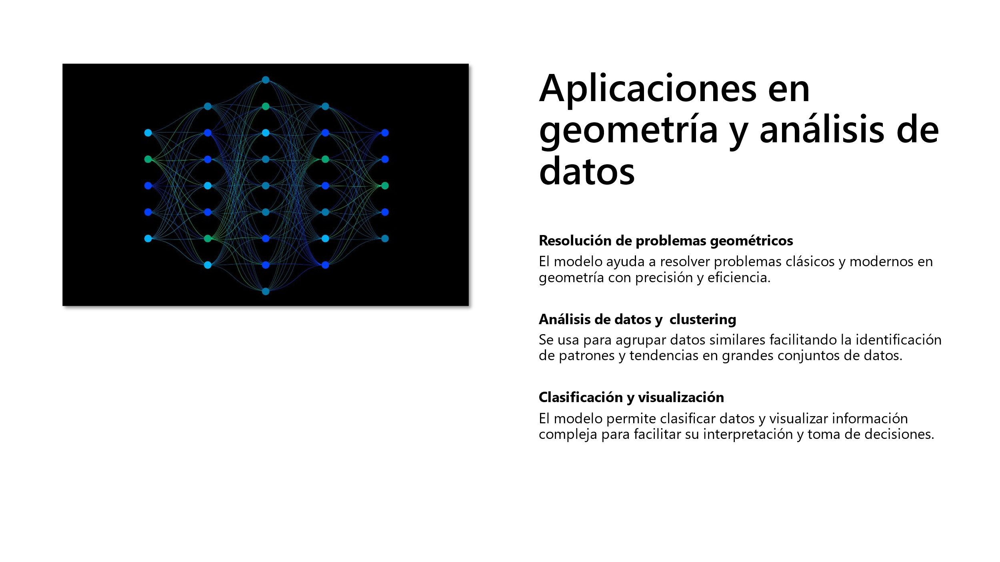 Aplicaciones en
geometría y análisis de
datos
Resolución de problemas geométricos
El modelo ayuda a resolver problemas clásicos y modernos en
geometría con precisión y eficiencia.
Análisis de datos y  clustering
Se usa para agrupar datos similares facilitando la identificación
de patrones y tendencias en grandes conjuntos de datos.
Clasificación y visualización
El modelo permite clasificar datos y visualizar información
compleja para facilitar su interpretación y toma de decisiones.